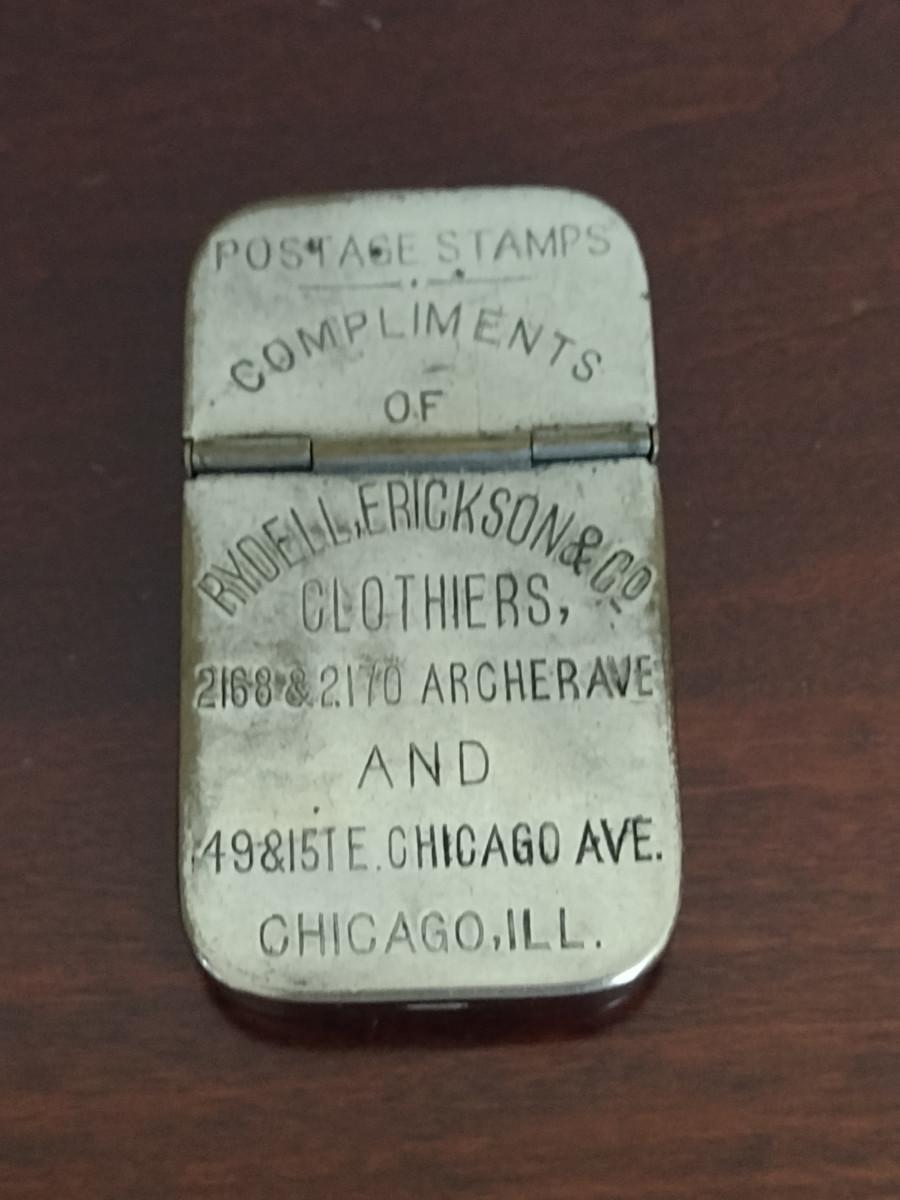 POSTAGE STAMPS
COMPLIMENTS
OF
RYDELL, ERICKSON & CO.
CLOTHIERS,
2168 & 2170 ARCHER AVE
AND
149 & 151 E. CHICAGO AVE.
CHICAGO, ILL.